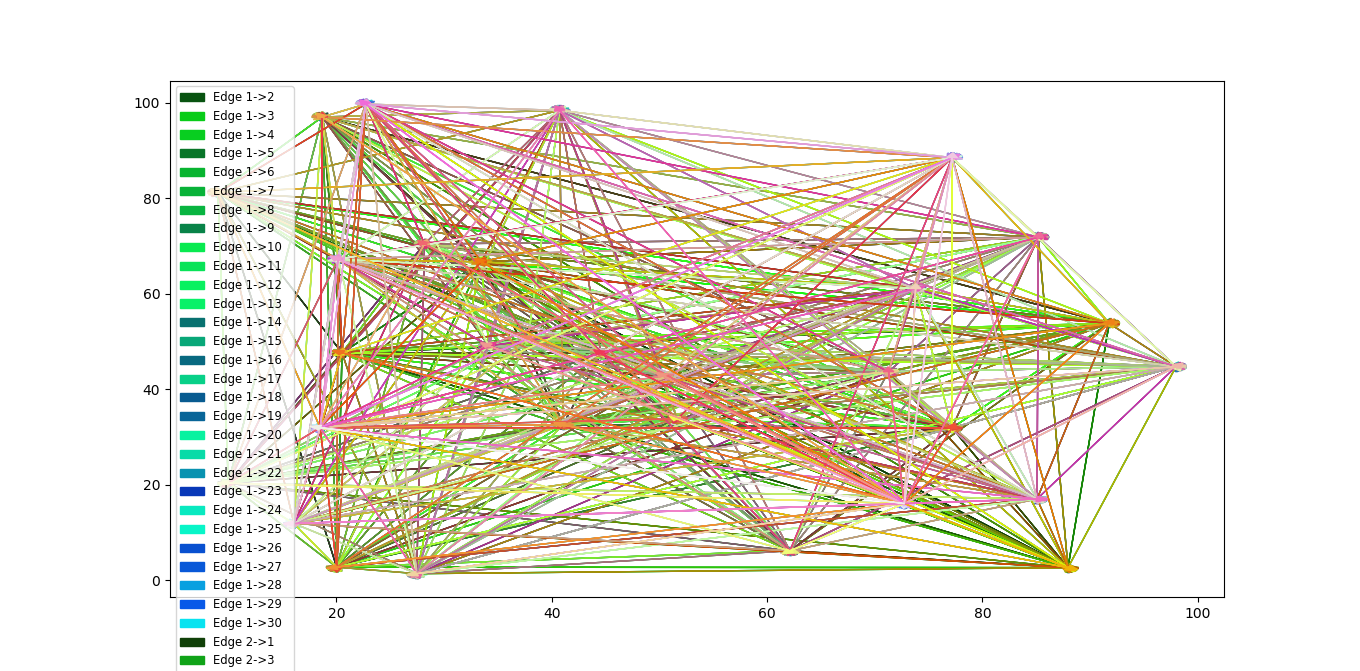 100
80
60
40
20
0
20
40
60
80
100
Edge 1->2
Edge 1->3
Edge 1->4
Edge 1->5
Edge 1->6
Edge 1->7
Edge 1->8
Edge 1->9
Edge 1->10
Edge 1->11
Edge 1->12
Edge 1->13
Edge 1->14
Edge 1->15
Edge 1->16
Edge 1->17
Edge 1->18
Edge 1->19
Edge 1->20
Edge 1->21
Edge 1->22
Edge 1->23
Edge 1->24
Edge 1->25
Edge 1->26
Edge 1->27
Edge 1->28
Edge 1->29
Edge 1->30
Edge 2->1
Edge 2->3